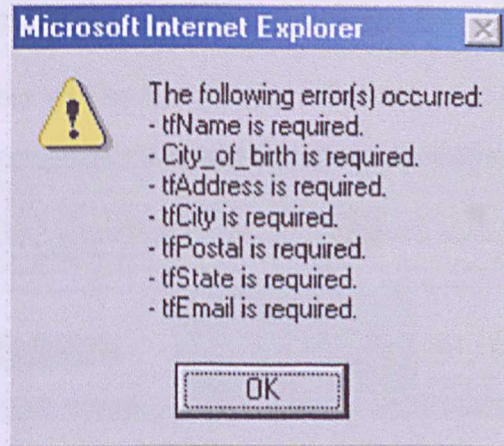 Microsoft Internet Explorer
The following error(s) occurred:
- tfName is required.
- City_of_birth is required.
- tfAddress is required.
- tfCity is required.
- tfPostal is required.
- tfState is required.
- tfEmail is required.
OK